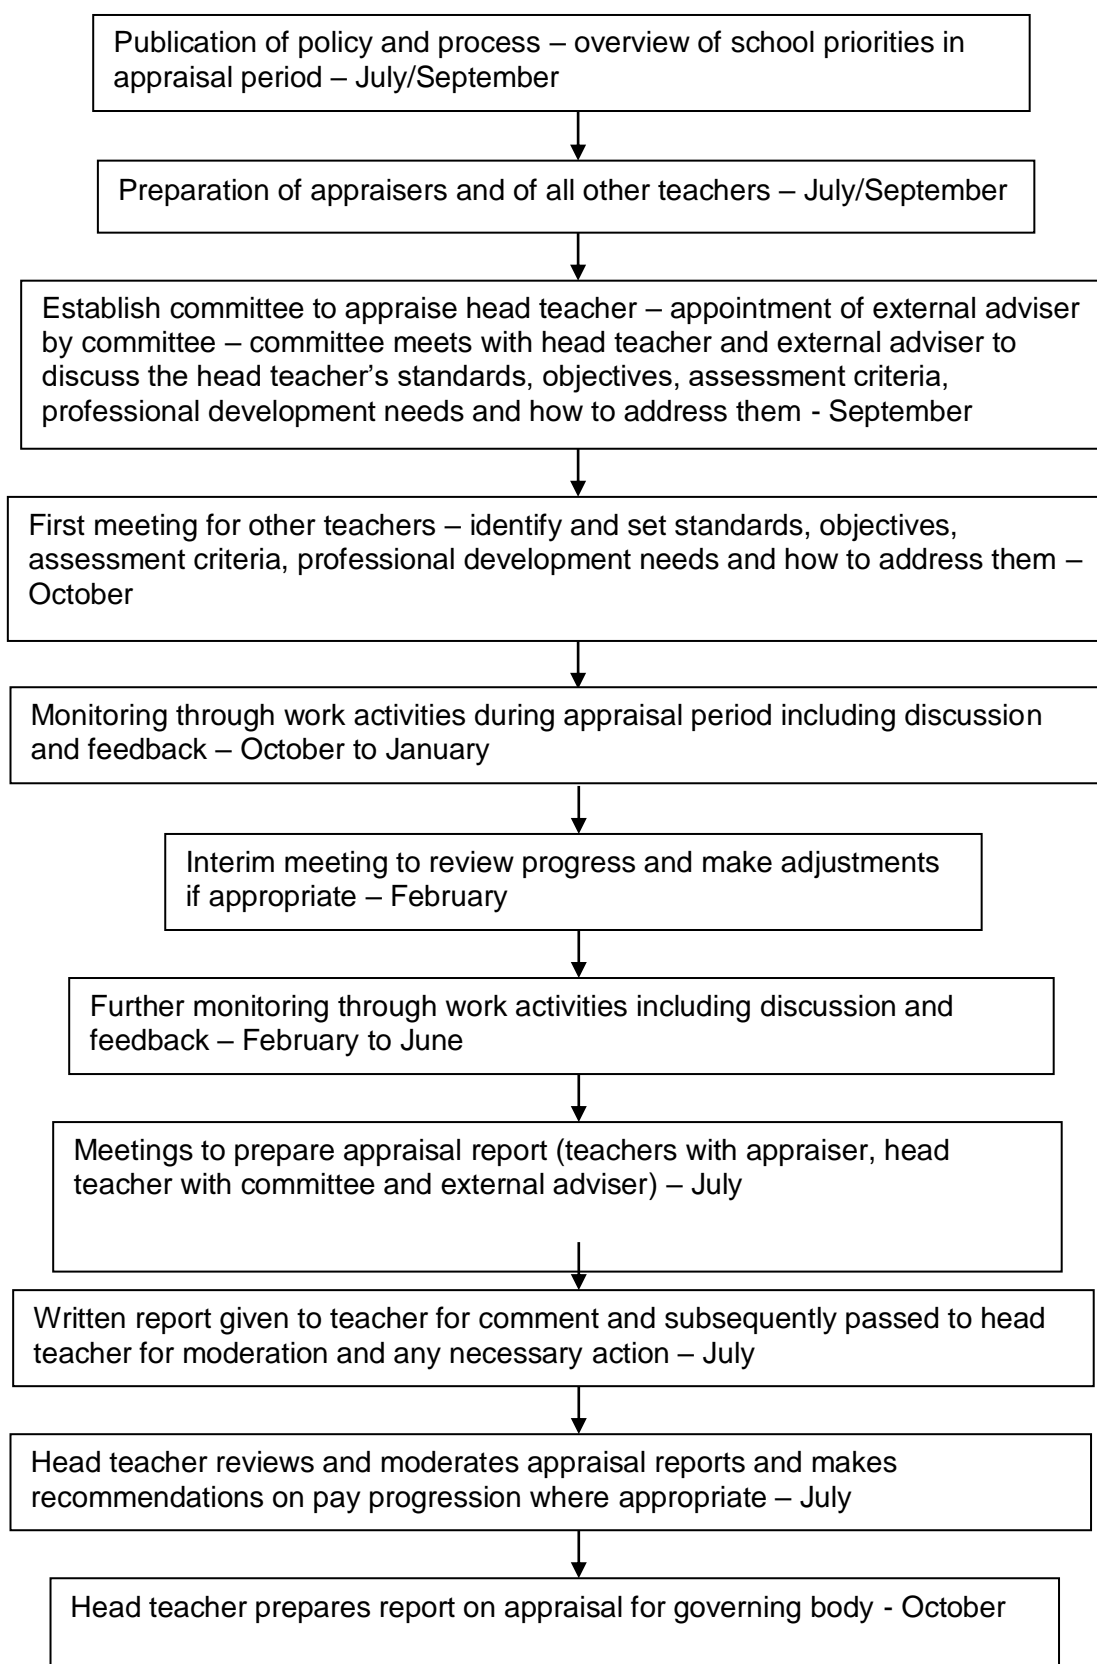 Publication of policy and process – overview of school priorities in
appraisal period – July/September
Preparation of appraisers and of all other teachers – July/September
Establish committee to appraise head teacher – appointment of external adviser
by committee – committee meets with head teacher and external adviser to
discuss the head teacher’s standards, objectives, assessment criteria,
professional development needs and how to address them - September
First meeting for other teachers – identify and set standards, objectives,
assessment criteria, professional development needs and how to address them –
October
Monitoring through work activities during appraisal period including discussion
and feedback – October to January
Interim meeting to review progress and make adjustments
if appropriate – February
Further monitoring through work activities including discussion and
feedback – February to June
Meetings to prepare appraisal report (teachers with appraiser, head
teacher with committee and external adviser) – July
Written report given to teacher for comment and subsequently passed to head
teacher for moderation and any necessary action – July
Head teacher reviews and moderates appraisal reports and makes
recommendations on pay progression where appropriate – July
Head teacher prepares report on appraisal for governing body - October